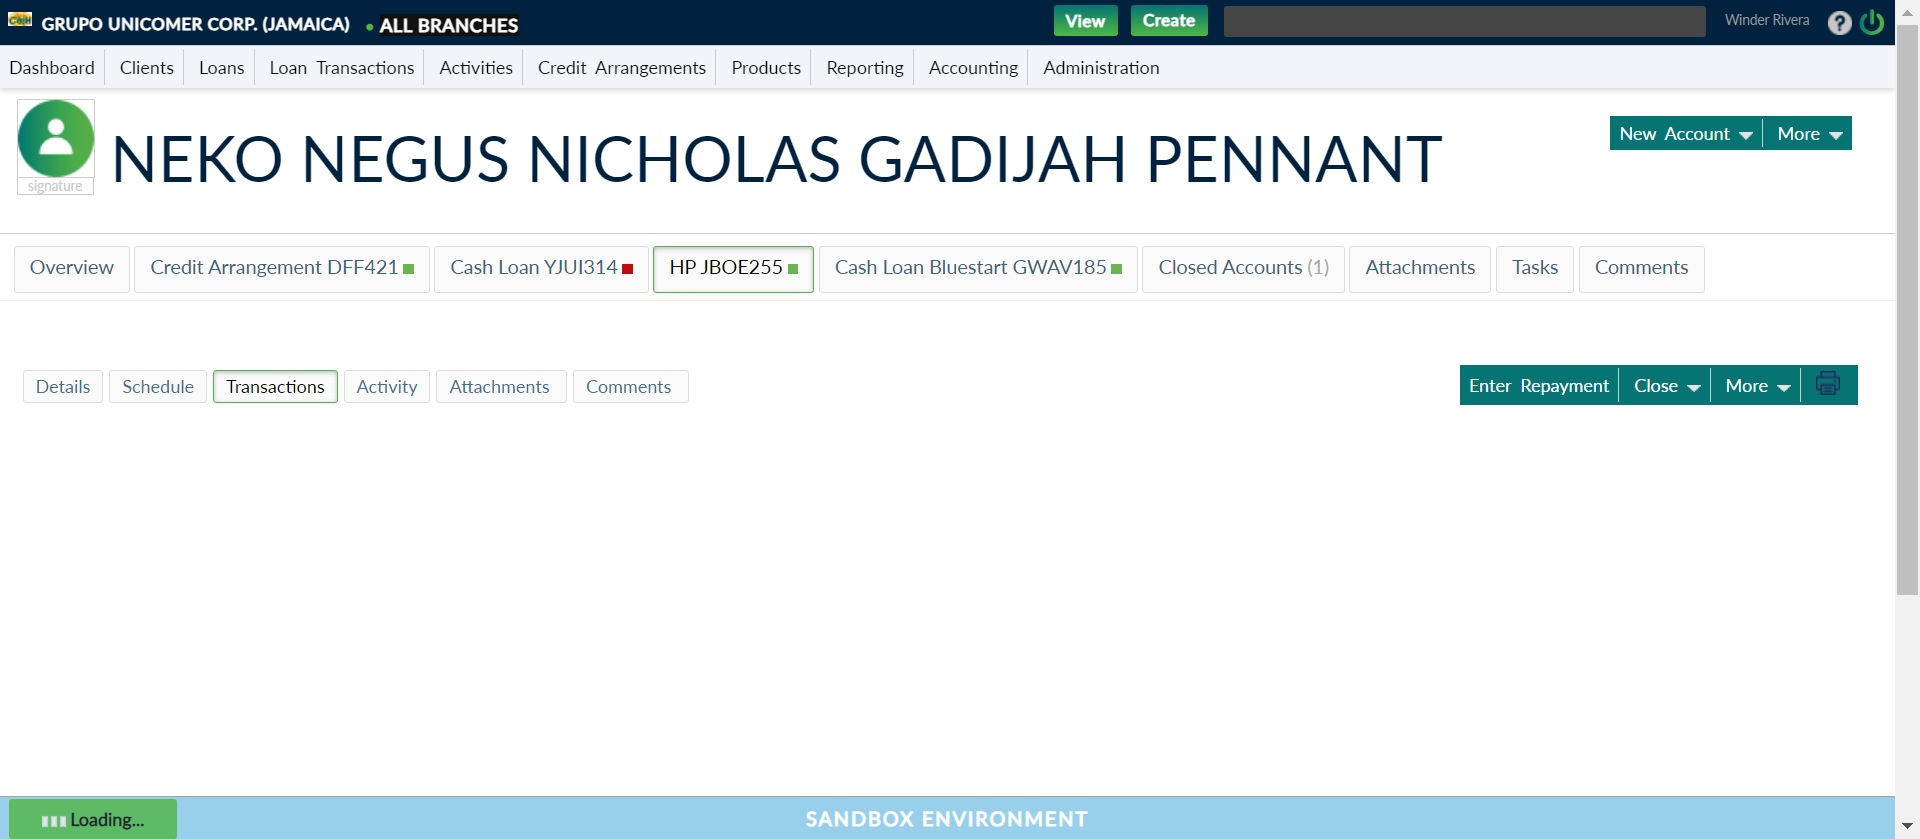 Cash GRUPO UNICOMER CORP. (JAMAICA) • ALL BRANCHES View Create Winder Rivera ?
Dashboard Clients Loans Loan Transactions Activities Credit Arrangements Products Reporting Accounting Administration
NEKO NEGUS NICHOLAS GADIJAH PENNANT
New Account More
signature
Overview Credit Arrangement DFF421 Cash Loan YJUI314 HP JBOE255 Cash Loan Bluestart GWAV185 Closed Accounts (1) Attachments Tasks Comments
Details Schedule Transactions Activity Attachments Comments Enter Repayment Close More
Loading... SANDBOX ENVIRONMENT